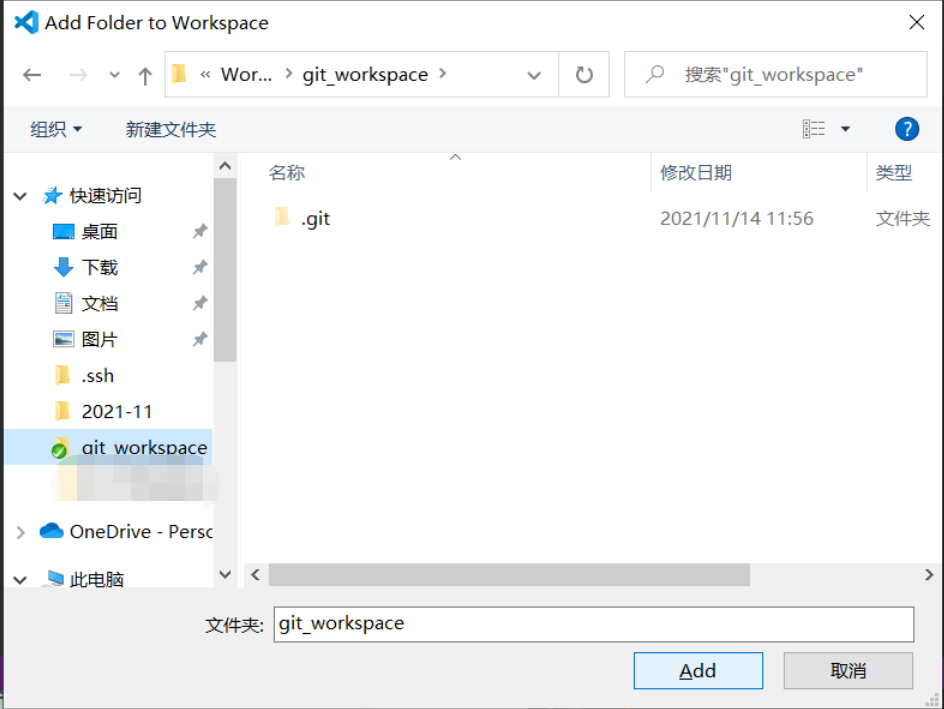 Add Folder to Workspace
« Wor... › git_workspace ›
搜索"git_workspace"
组织
新建文件夹
名称
修改日期
类型
.git
2021/11/14 11:56
文件夹
快速访问
桌面
下载
文档
图片
.ssh
2021-11
git_workspace
OneDrive - Persc
此电脑
文件夹:
git_workspace
Add
取消